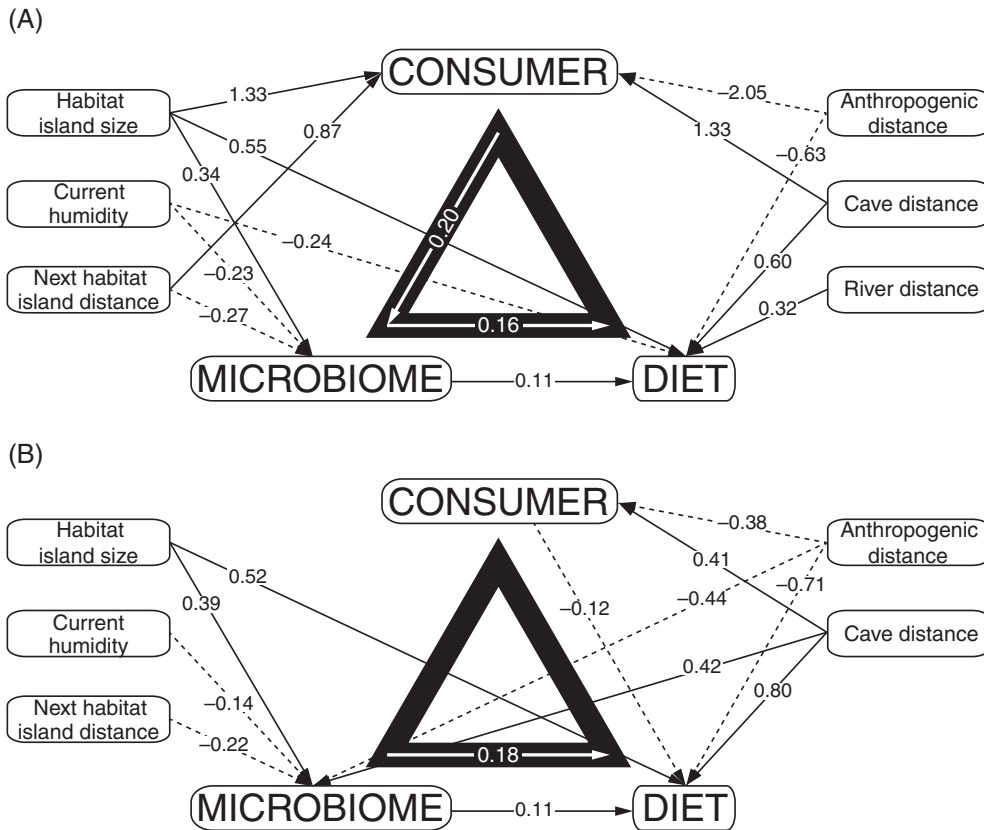 (A)
CONSUMER
Habitat
island size
Current
humidity
Next habitat
island distance
Anthropogenic
distance
Cave distance
River distance
1.33
0.87
0.55
0.34
–0.24
–0.23
–0.27
–2.05
1.33
–0.63
0.60
0.32
0.20
0.16
MICROBIOME
0.11
DIET
(B)
CONSUMER
Habitat
island size
Current
humidity
Next habitat
island distance
Anthropogenic
distance
Cave distance
0.52
0.39
–0.14
–0.22
–0.38
0.41
–0.12
–0.44
–0.71
0.42
0.80
0.18
MICROBIOME
0.11
DIET